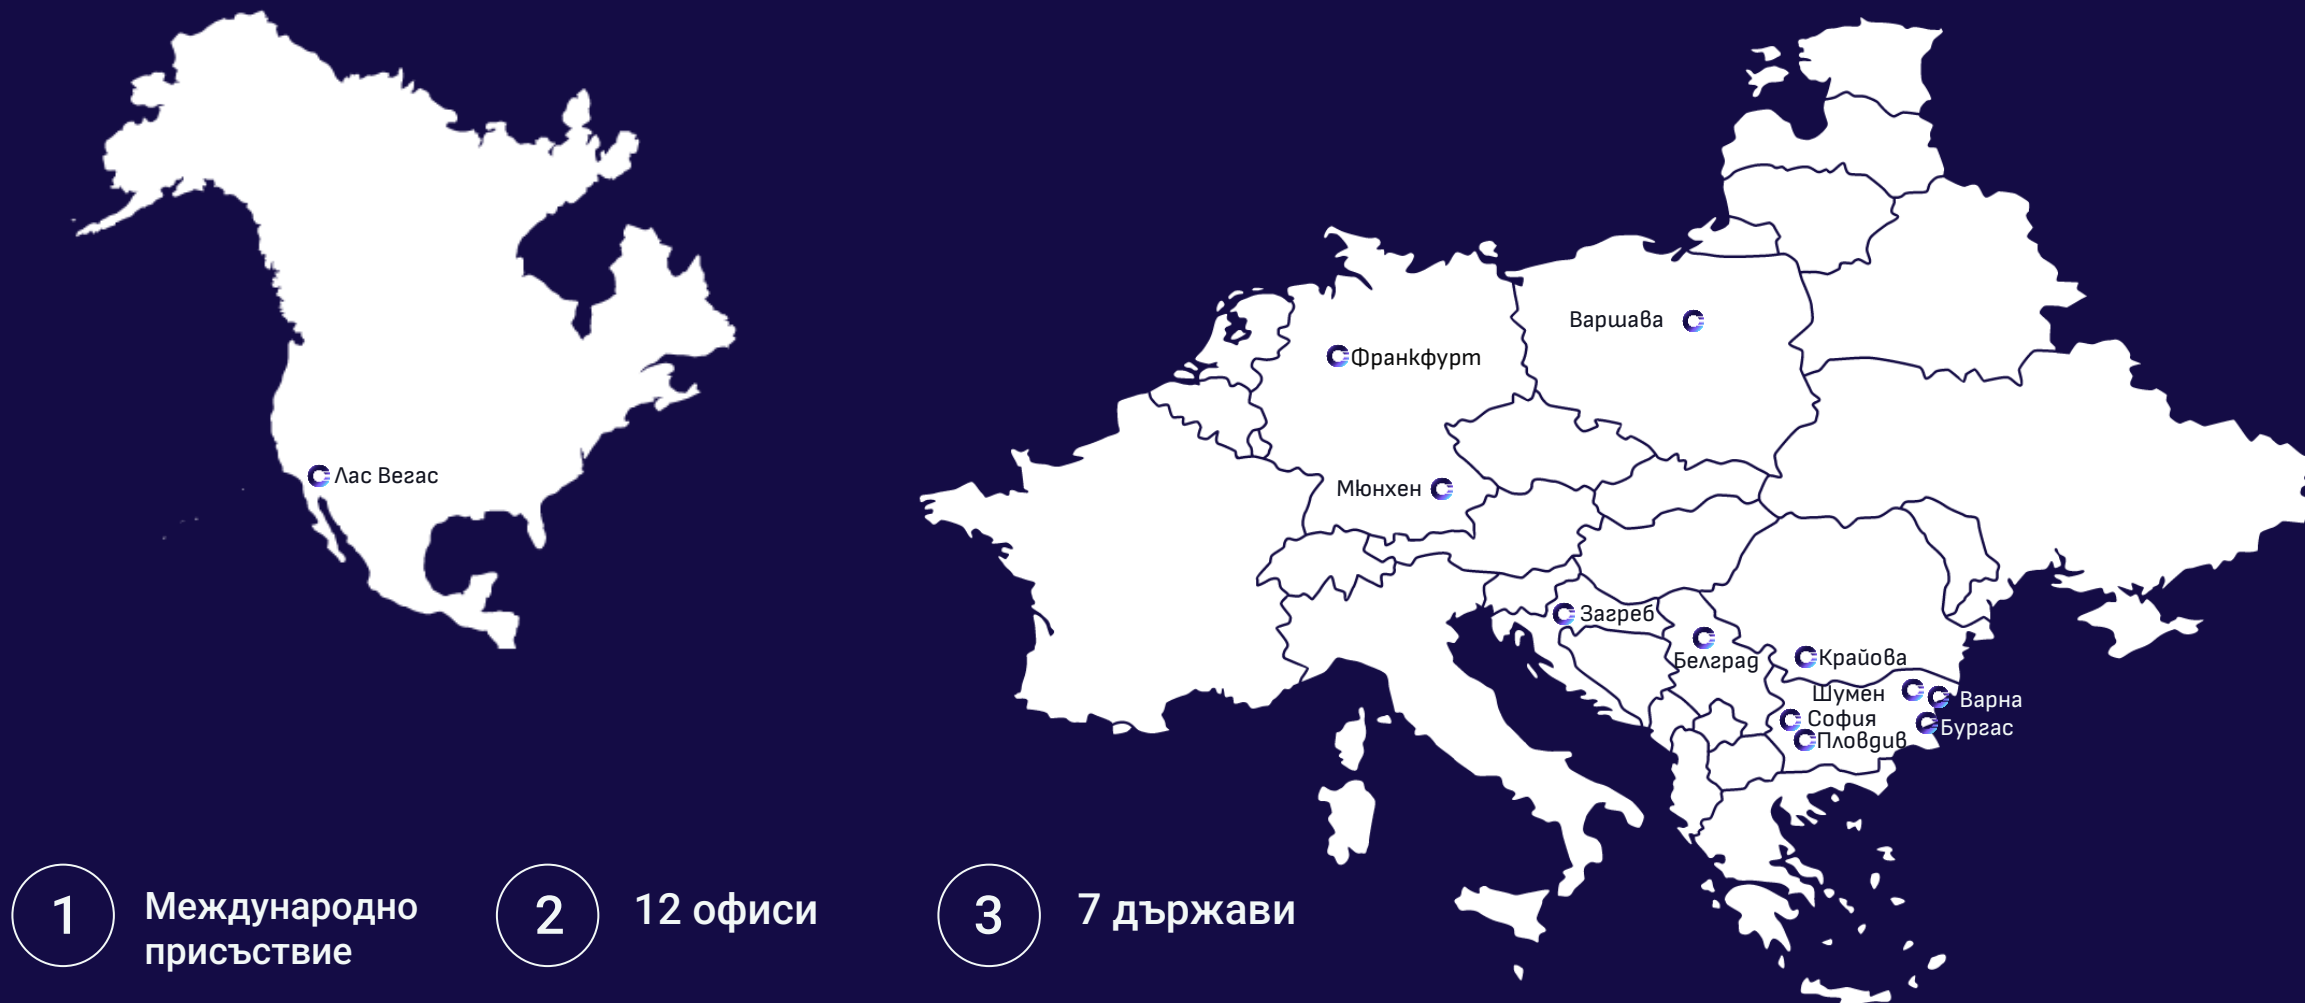 Лас Вегас
Варшава
Франкфурт
Мюнхен
Загреб
Белград
Крайова
Шумен
Варна
София
Бургас
Пловдив
1
Международно
присъствие
2
12 офиси
3
7 държави